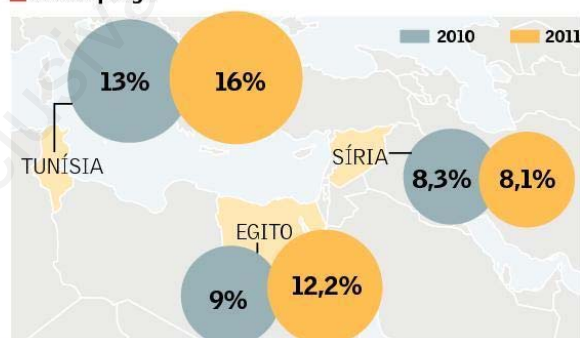 2010 2011
13% 16%
TUNÍSIA
SÍRIA
8,3% 8,1%
EGITO
9% 12,2%